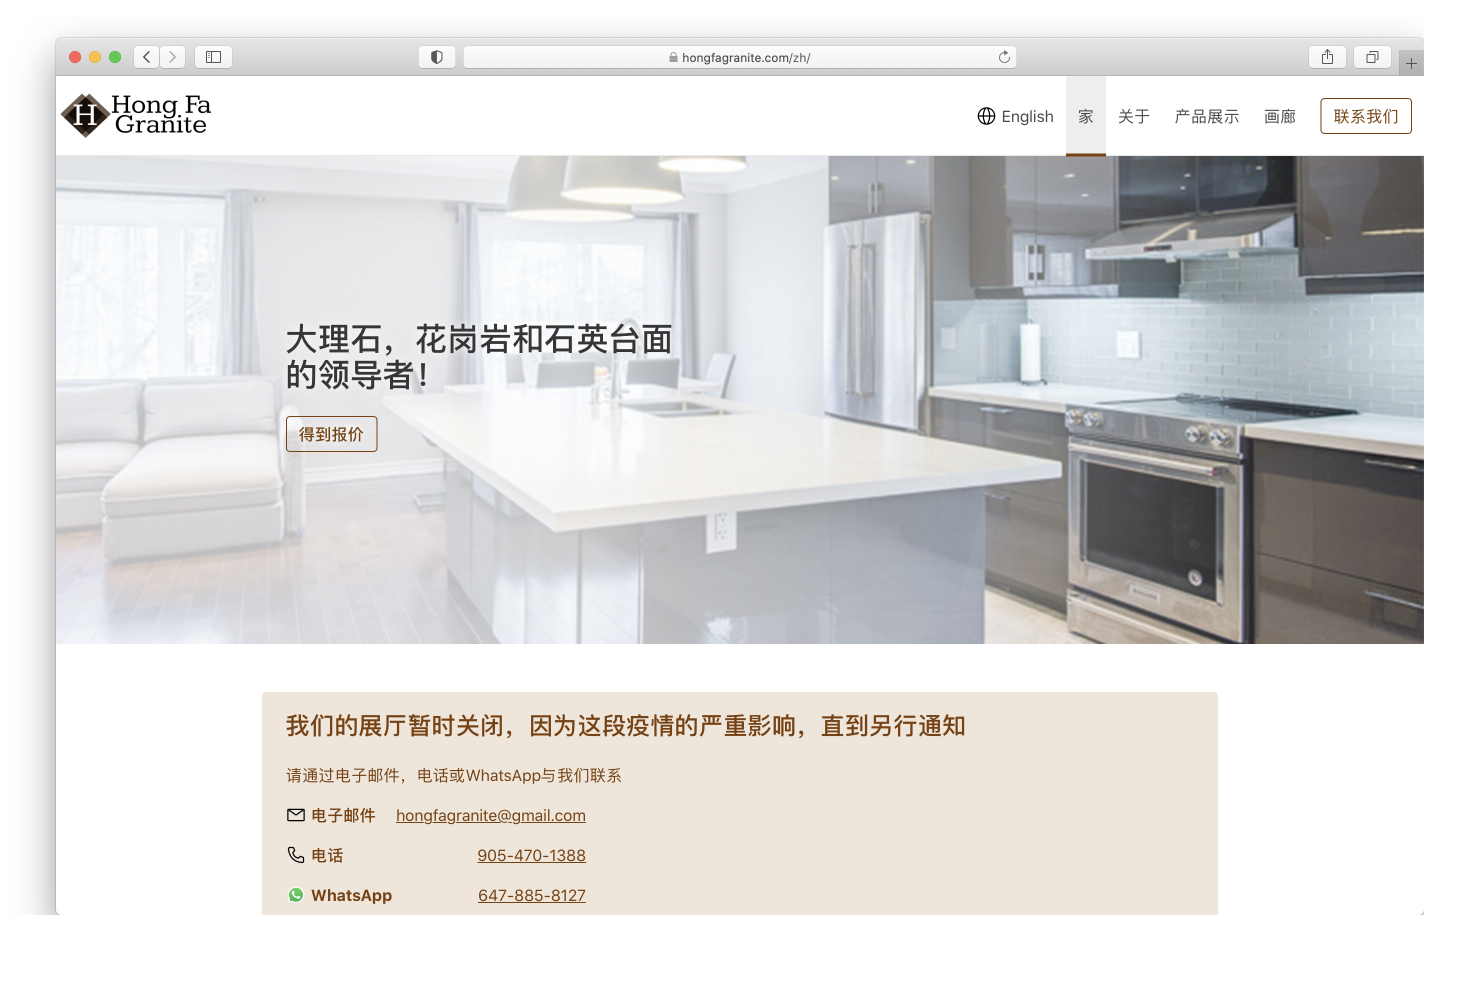 hongfagranite.com/zh/
H
Hong Fa
Granite
English
家
关于
产品展示
画廊
联系我们
大理石，花岗岩和石英台面
的领导者！
得到报价
我们的展厅暂时关闭，因为这段疫情的严重影响，直到另行通知
请通过电子邮件，电话或WhatsApp与我们联系
电子邮件 hongfagranite@gmail.com
电话 905-470-1388
WhatsApp 647-885-8127